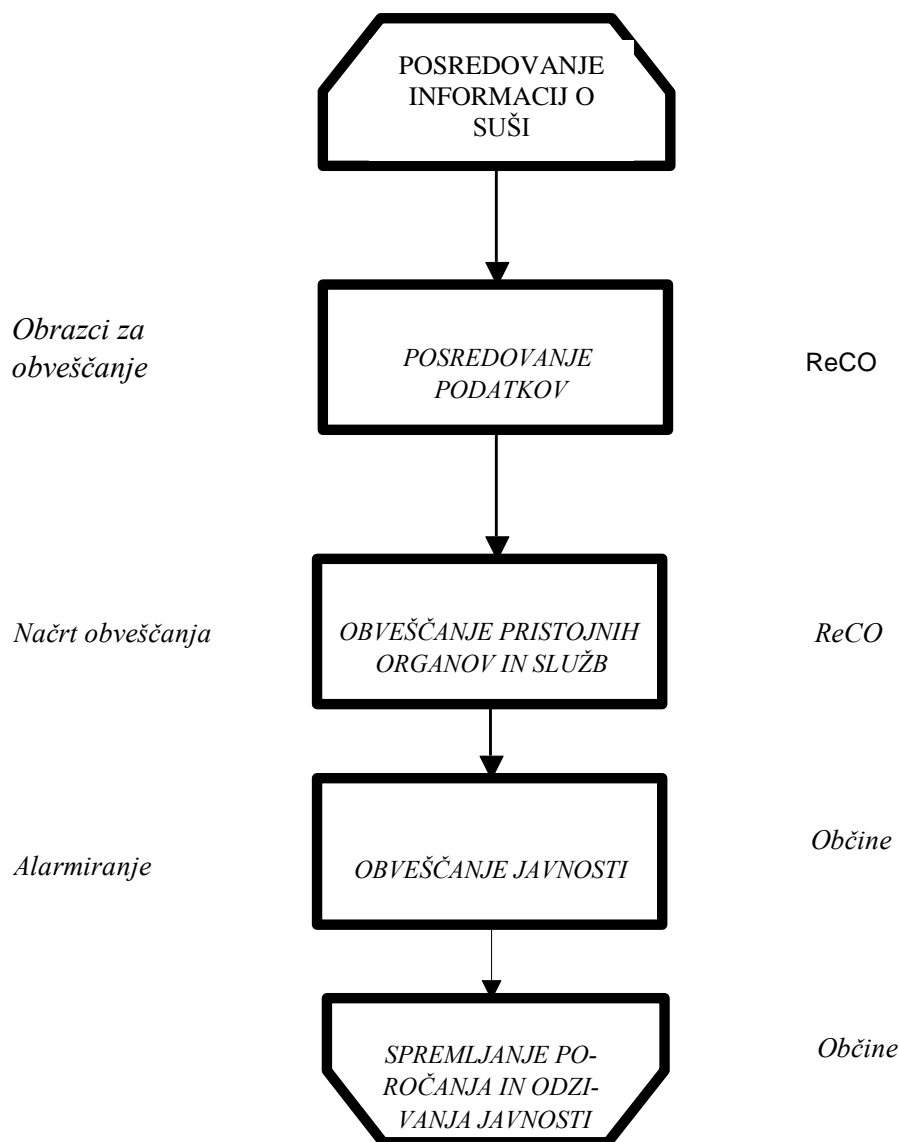 POSREDOVANJE
INFORMACIJ O
SUŠI
Obrazci za
obveščanje
POSREDOVANJE
PODATKOV
ReCO
Načrt obveščanja
OBVEŠČANJE PRISTOJNIH
ORGANOV IN SLUŽB
ReCO
Alarmiranje
OBVEŠČANJE JAVNOSTI
Občine
SPREMLJANJE PO-
ROČANJA IN ODZI-
VANJA JAVNOSTI
Občine